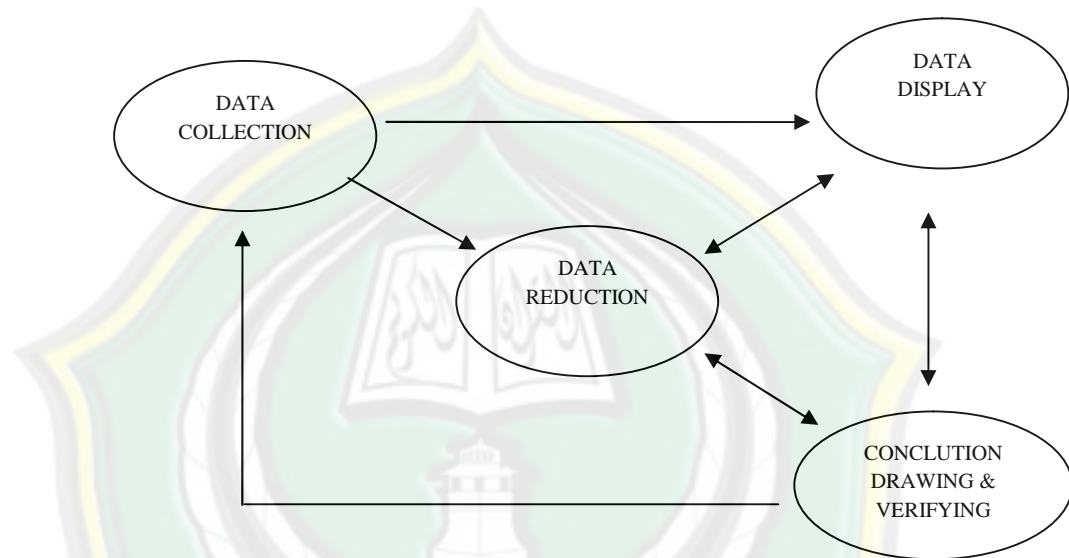 DATA
COLLECTION
DATA
DISPLAY
DATA
REDUCTION
CONCLUTION
DRAWING &
VERIFYING